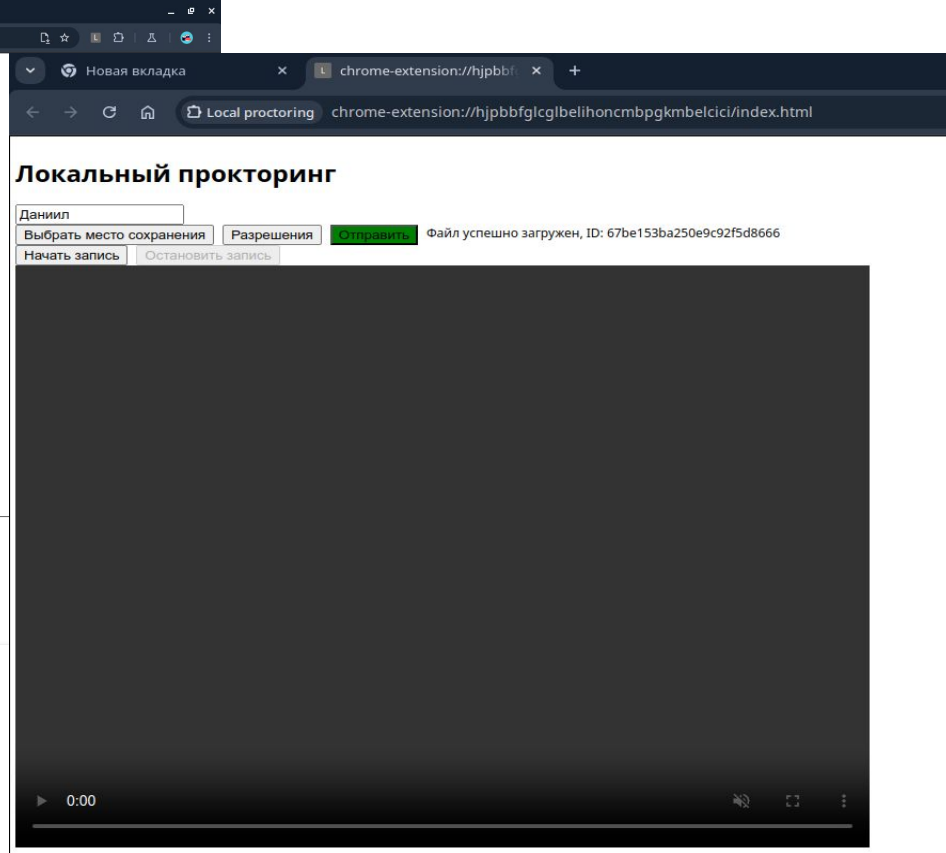 Новая вкладка
chrome-extension://hjpbbf
Local proctoring chrome-extension://hjpbbfglcglbelihoncmbpgkmbelcici/index.html
Локальный прокторинг
Даниил
Выбрать место сохранения Разрешения Отправить Файл успешно загружен, ID: 67be153ba250e9c92f5d8666
Начать запись Остановить запись
0:00